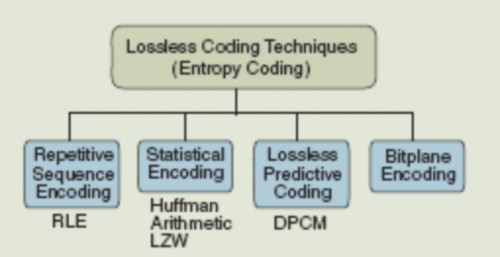 Lossless Coding Techniques
(Entropy Coding)
Repetitive
Sequence
Encoding
RLE
Statistical
Encoding
Huffman
Arithmetic
LZW
Lossless
Predictive
Coding
DPCM
Bitplane
Encoding